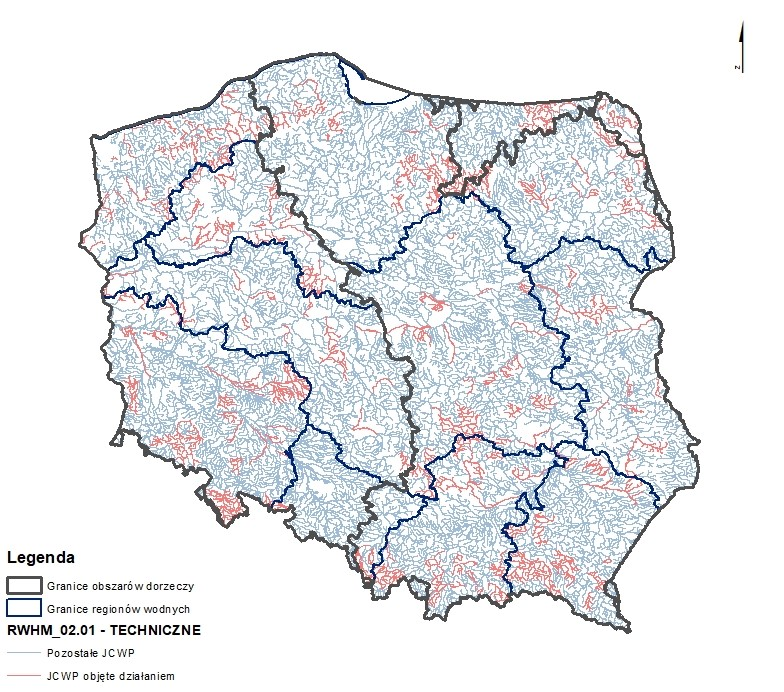 z
Legenda
Granice obszarów dorzeczy
Granice regionów wodnych
RWHM_02.01 - TECHNICZNE
Pozostałe JCWP
JCWP objęte działaniem